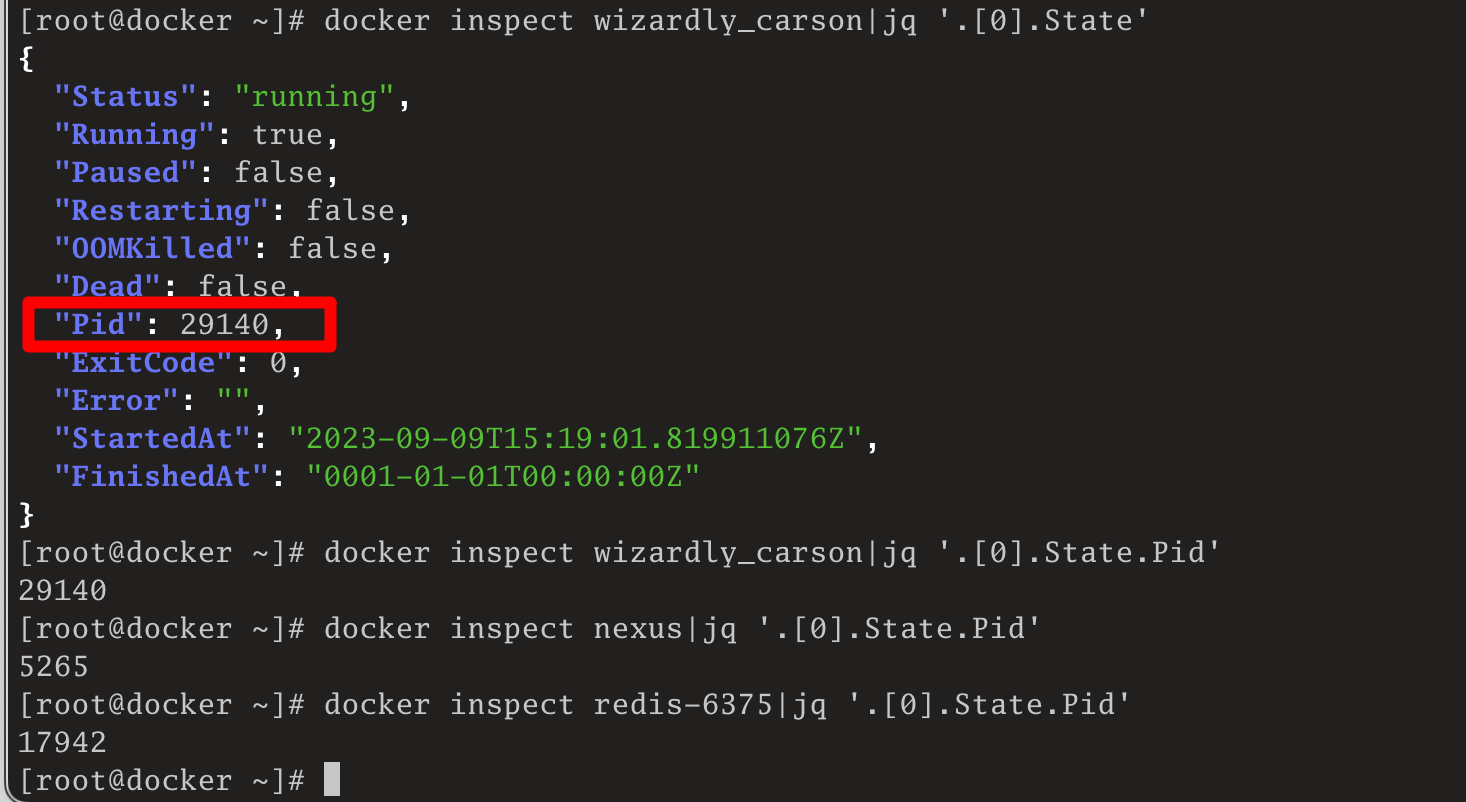 [root@docker ~]# docker inspect wizardly_carson|jq '.[0].State'
{
  "Status": "running",
  "Running": true,
  "Paused": false,
  "Restarting": false,
  "OOMKilled": false,
  "Dead": false,
  "Pid": 29140,
  "ExitCode": 0,
  "Error": "",
  "StartedAt": "2023-09-09T15:19:01.819911076Z",
  "FinishedAt": "0001-01-01T00:00:00Z"
}
[root@docker ~]# docker inspect wizardly_carson|jq '.[0].State.Pid'
29140
[root@docker ~]# docker inspect nexus|jq '.[0].State.Pid'
5265
[root@docker ~]# docker inspect redis-6375|jq '.[0].State.Pid'
17942
[root@docker ~]#